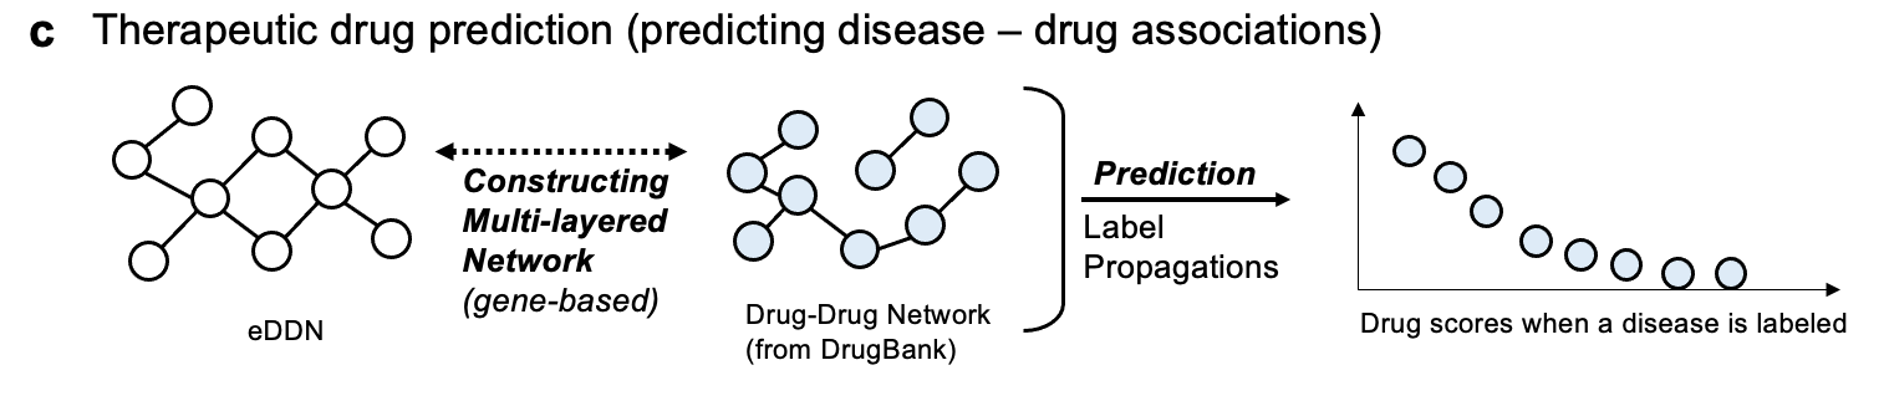 c Therapeutic drug prediction (predicting disease – drug associations)
eDDN
Constructing
Multi-layered
Network
(gene-based)
Drug-Drug Network
(from DrugBank)
Prediction
Label
Propagations
Drug scores when a disease is labeled